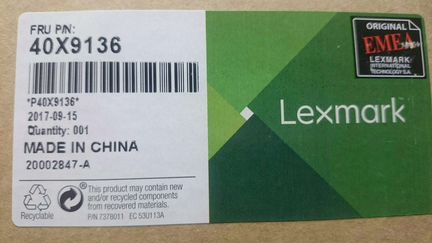 FRU P/N:
40X9136
*P40X9136*
2017-09-15
Quantity: 001
MADE IN CHINA
20002847-A
Recyclable
This product may contain new
and/or recycled components
from recovered materials.
P/N 7378011 EC 53U113A
Lexmark
ORIGINAL
EMEA
LEXMARK
INTERNATIONAL
TECHNOLOGY S.A.